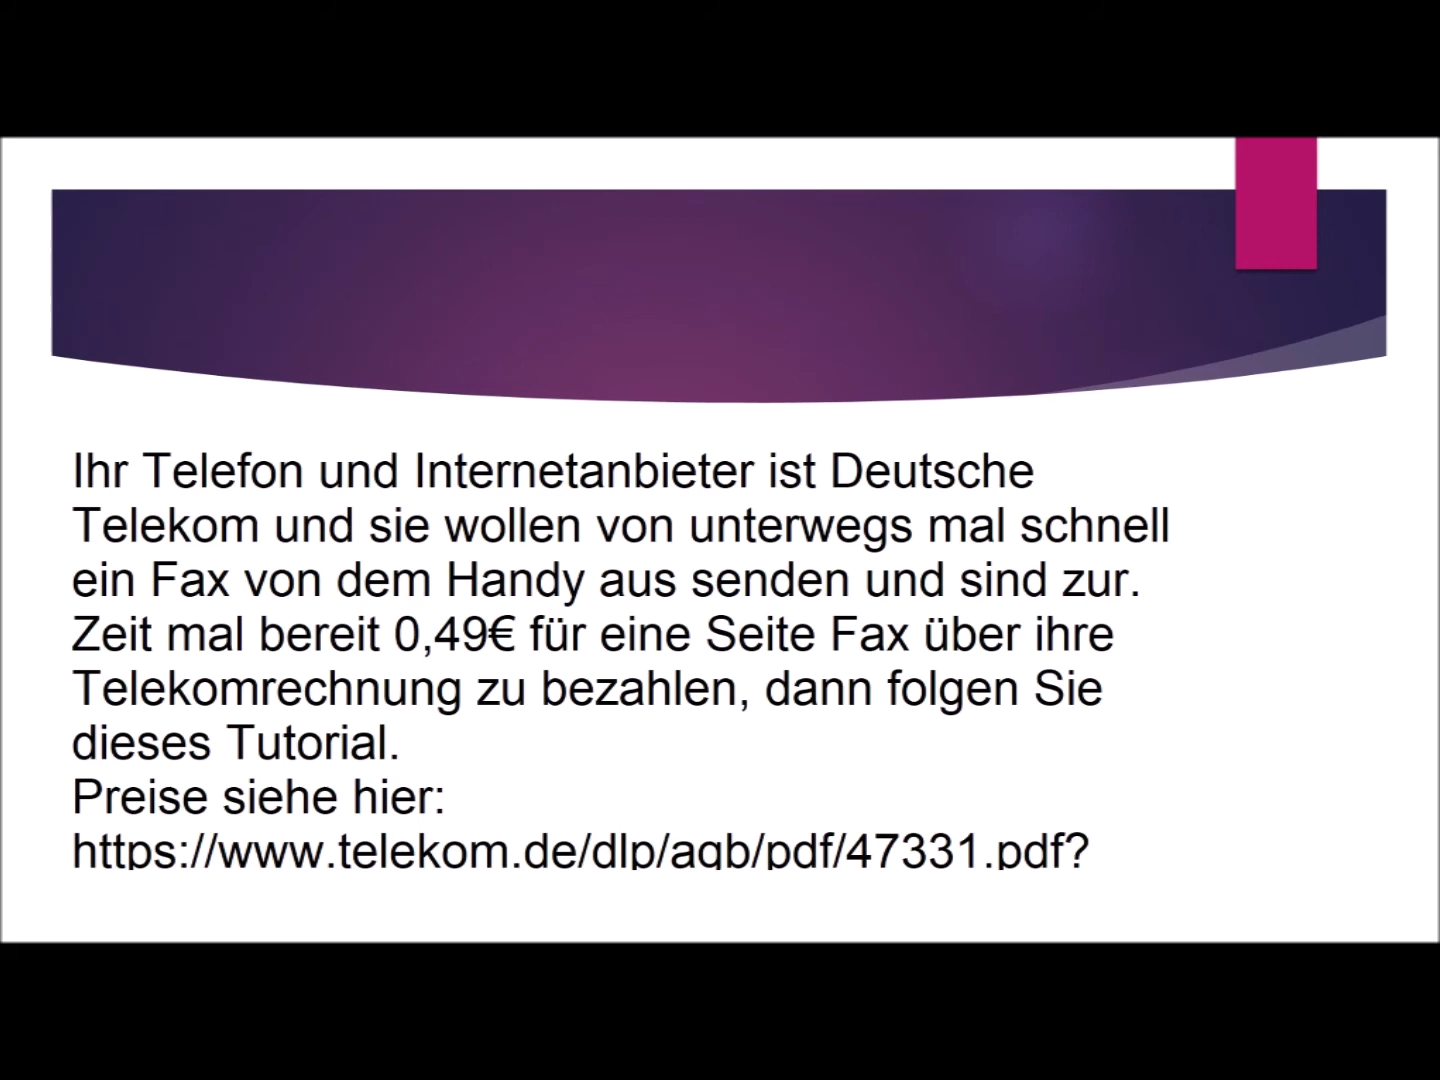 Ihr Telefon und Internetanbieter ist Deutsche
Telekom und sie wollen von unterwegs mal schnell
ein Fax von dem Handy aus senden und sind zur.
Zeit mal bereit 0,49€ für eine Seite Fax über ihre
Telekomrechnung zu bezahlen, dann folgen Sie
dieses Tutorial.
Preise siehe hier:
https://www.telekom.de/dlp/agb/pdf/47331.pdf?